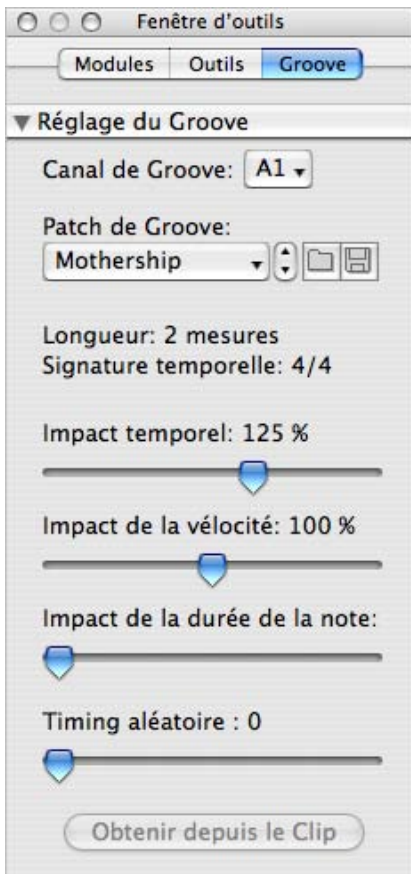 Fenêtre d'outils
Modules Outils Groove
Réglage du Groove
Canal de Groove: A1
Patch de Groove:
Mothership
Longueur: 2 mesures
Signature temporelle: 4/4
Impact temporel: 125 %
Impact de la vélocité: 100 %
Impact de la durée de la note:
Timing aléatoire : 0
Obtenir depuis le Clip